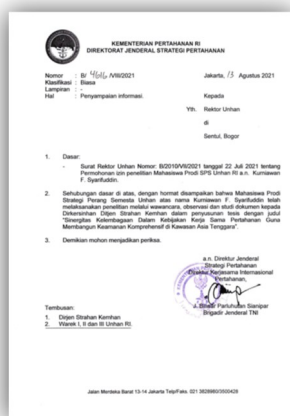 KEMENTERIAN PERTAHANAN RI
DIREKTORAT JENDERAL STRATEGI PERTAHANAN
Nomor : B/ /VIII/2021
Jakarta, 13 Agustus 2021
Klasifikasi : Biasa
Lampiran : -
Hal : Penyampaian informasi.
Kepada
Yth. Rektor Unhan
di
Sentul, Bogor
1. Dasar:
- Surat Rektor Unhan Nomor: B/2010/VII/2021 tanggal 22 Juli 2021 tentang
Permohonan izin penelitian Mahasiswa Prodi SPS Unhan RI a.n. Kurniawan
F. Syarifuddin.
2. Sehubungan dasar di atas, dengan hormat disampaikan bahwa Mahasiswa Prodi
Strategi Perang Semesta Unhan atas nama Kurniawan F. Syarifuddin telah
melaksanakan penelitian melalui wawancara, observasi dan studi dokumen kepada
Dirkersinhan Ditjen Strahan Kemhan dalam penyusunan tesis dengan judul
"Sinergitas Kelembagaan Dalam Kebijakan Kerja Sama Pertahanan Guna
Membangun Keamanan Komprehensif di Kawasan Asia Tenggara".
3. Demikian mohon menjadikan periksa.
a.n. Direktur Jenderal
Strategi Pertahanan
Direktur Kerjasama Internasional
Pertahanan,
Tembusan:
1. Dirjen Strahan Kemhan
2. Warek I, II dan III Unhan RI.
Parluhutan Sianipar
Brigadir Jenderal TNI
Jalan Merdeka Barat 13-14 Jakarta Telp/Faks. 021 3828960/3500429